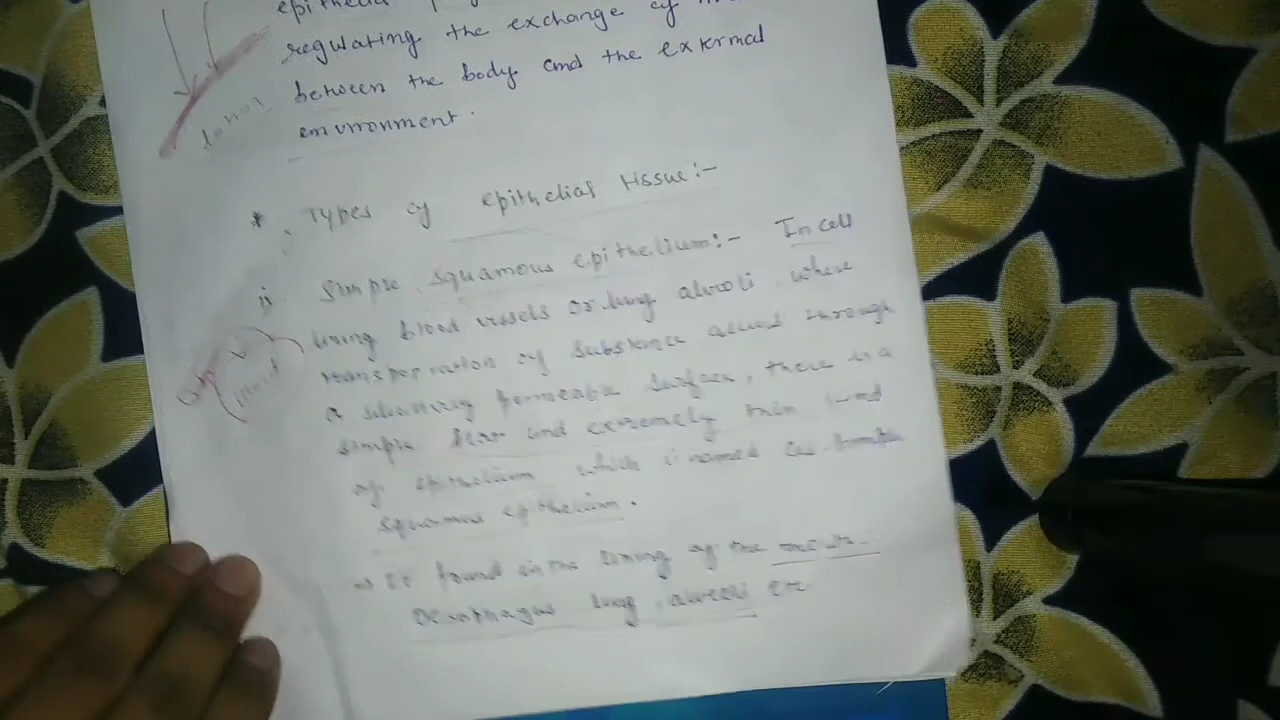 regulating the exchange of
between the body and the external
environment.
* Types of epithelial tissue:-
i) Simple squamous epithelium:- In cell
lining blood vessels or lung alveoli where
transportation of substance through
a permeable surface, there is a
simple and extremely thin
of epithelium which is named as simple
squamous epithelium.
→ It found in the lining of the mouth
oesophagus lung alveoli etc